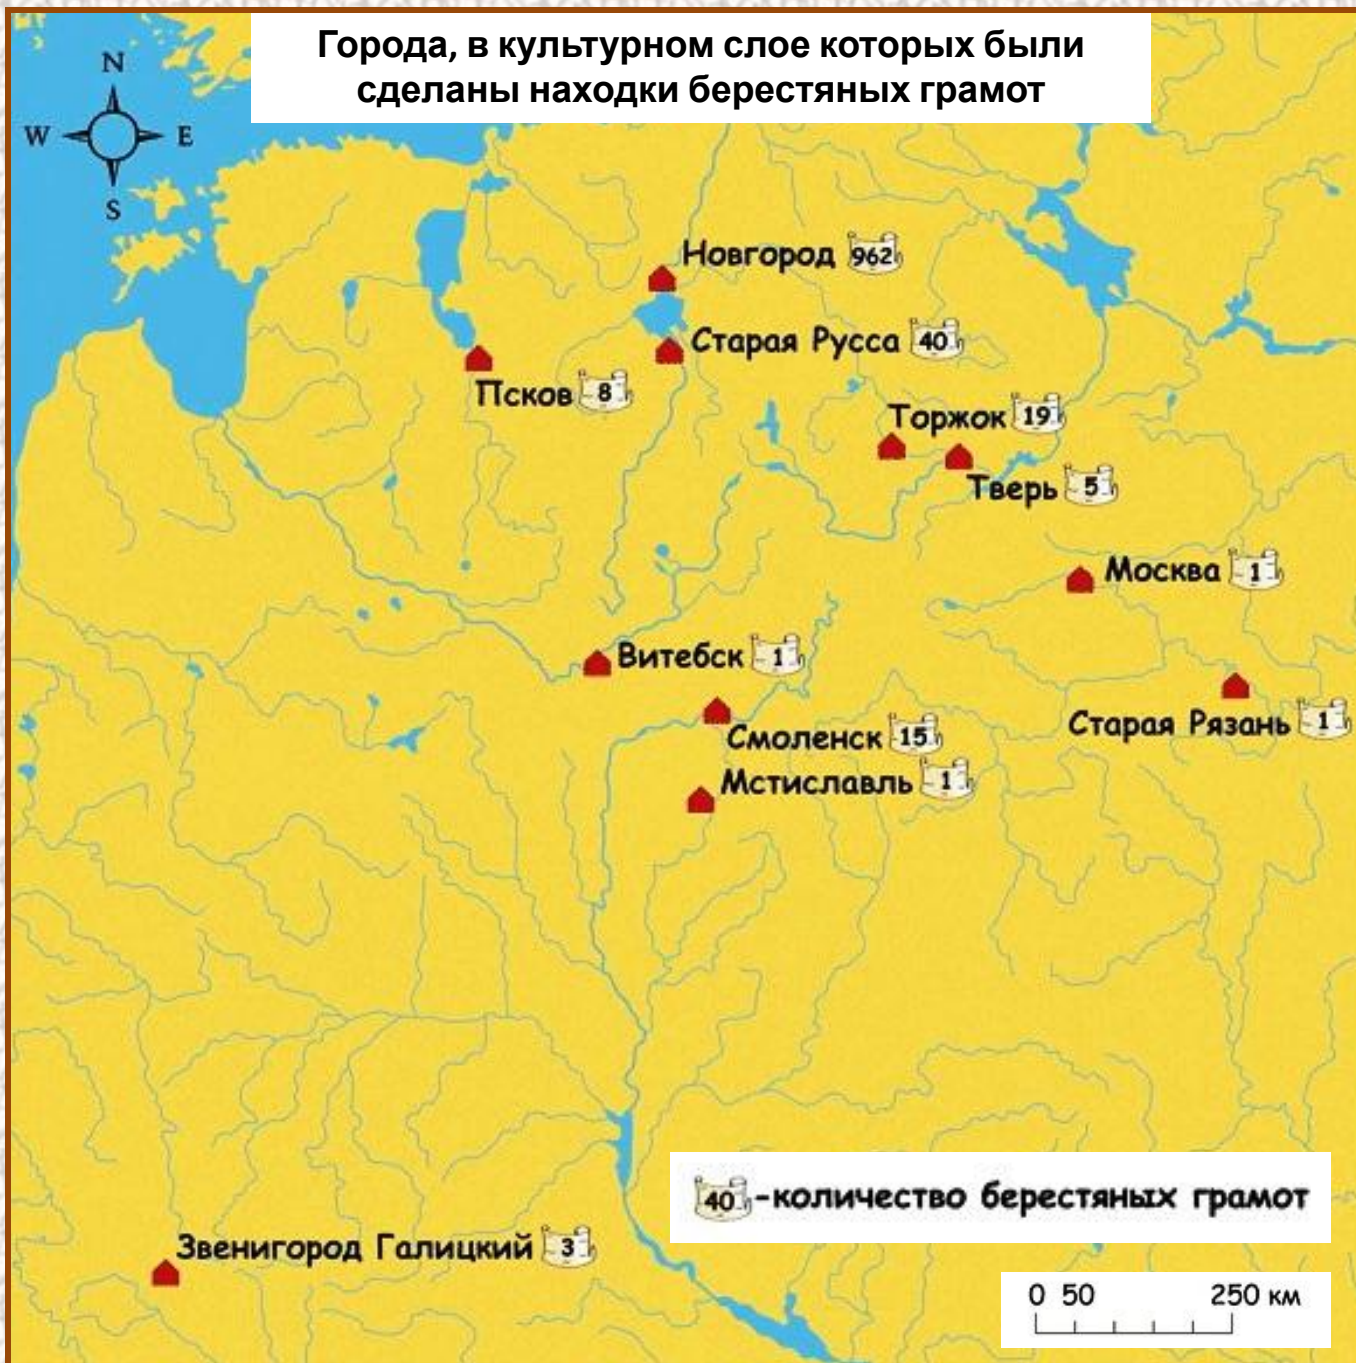 Города, в культурном слое которых были
сделаны находки берестяных грамот
N
W E
S
Новгород 962
Старая Русса 40
Псков 8
Торжок 19
Тверь 5
Москва 1
Витебск 1
Старая Рязань 1
Смоленск 15
Мстиславль 1
40 -количество берестяных грамот
Звенигород Галицкий 3
0 50 250 км